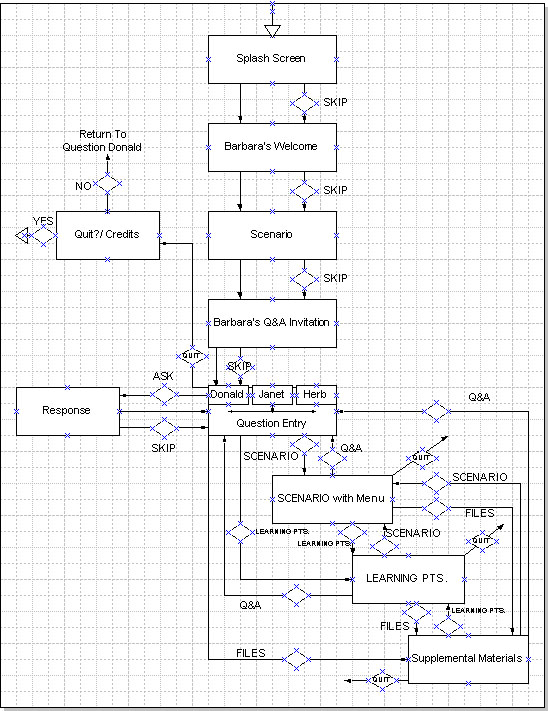 Splash Screen
SKIP
Return To
Question Donald
Barbara's Welcome
NO
SKIP
YES
Quit?/ Credits
Scenario
SKIP
Barbara's Q&A Invitation
QUIT
SKIP
ASK
Donald
Janet
Herb
Q&A
Response
Question Entry
SKIP
SCENARIO
Q&A
QUIT
SCENARIO
SCENARIO with Menu
FILES
LEARNING PTS.
SCENARIO
LEARNING PTS.
QUIT
LEARNING PTS.
Q&A
FILES
LEARNING PTS.
FILES
Supplemental Materials
QUIT